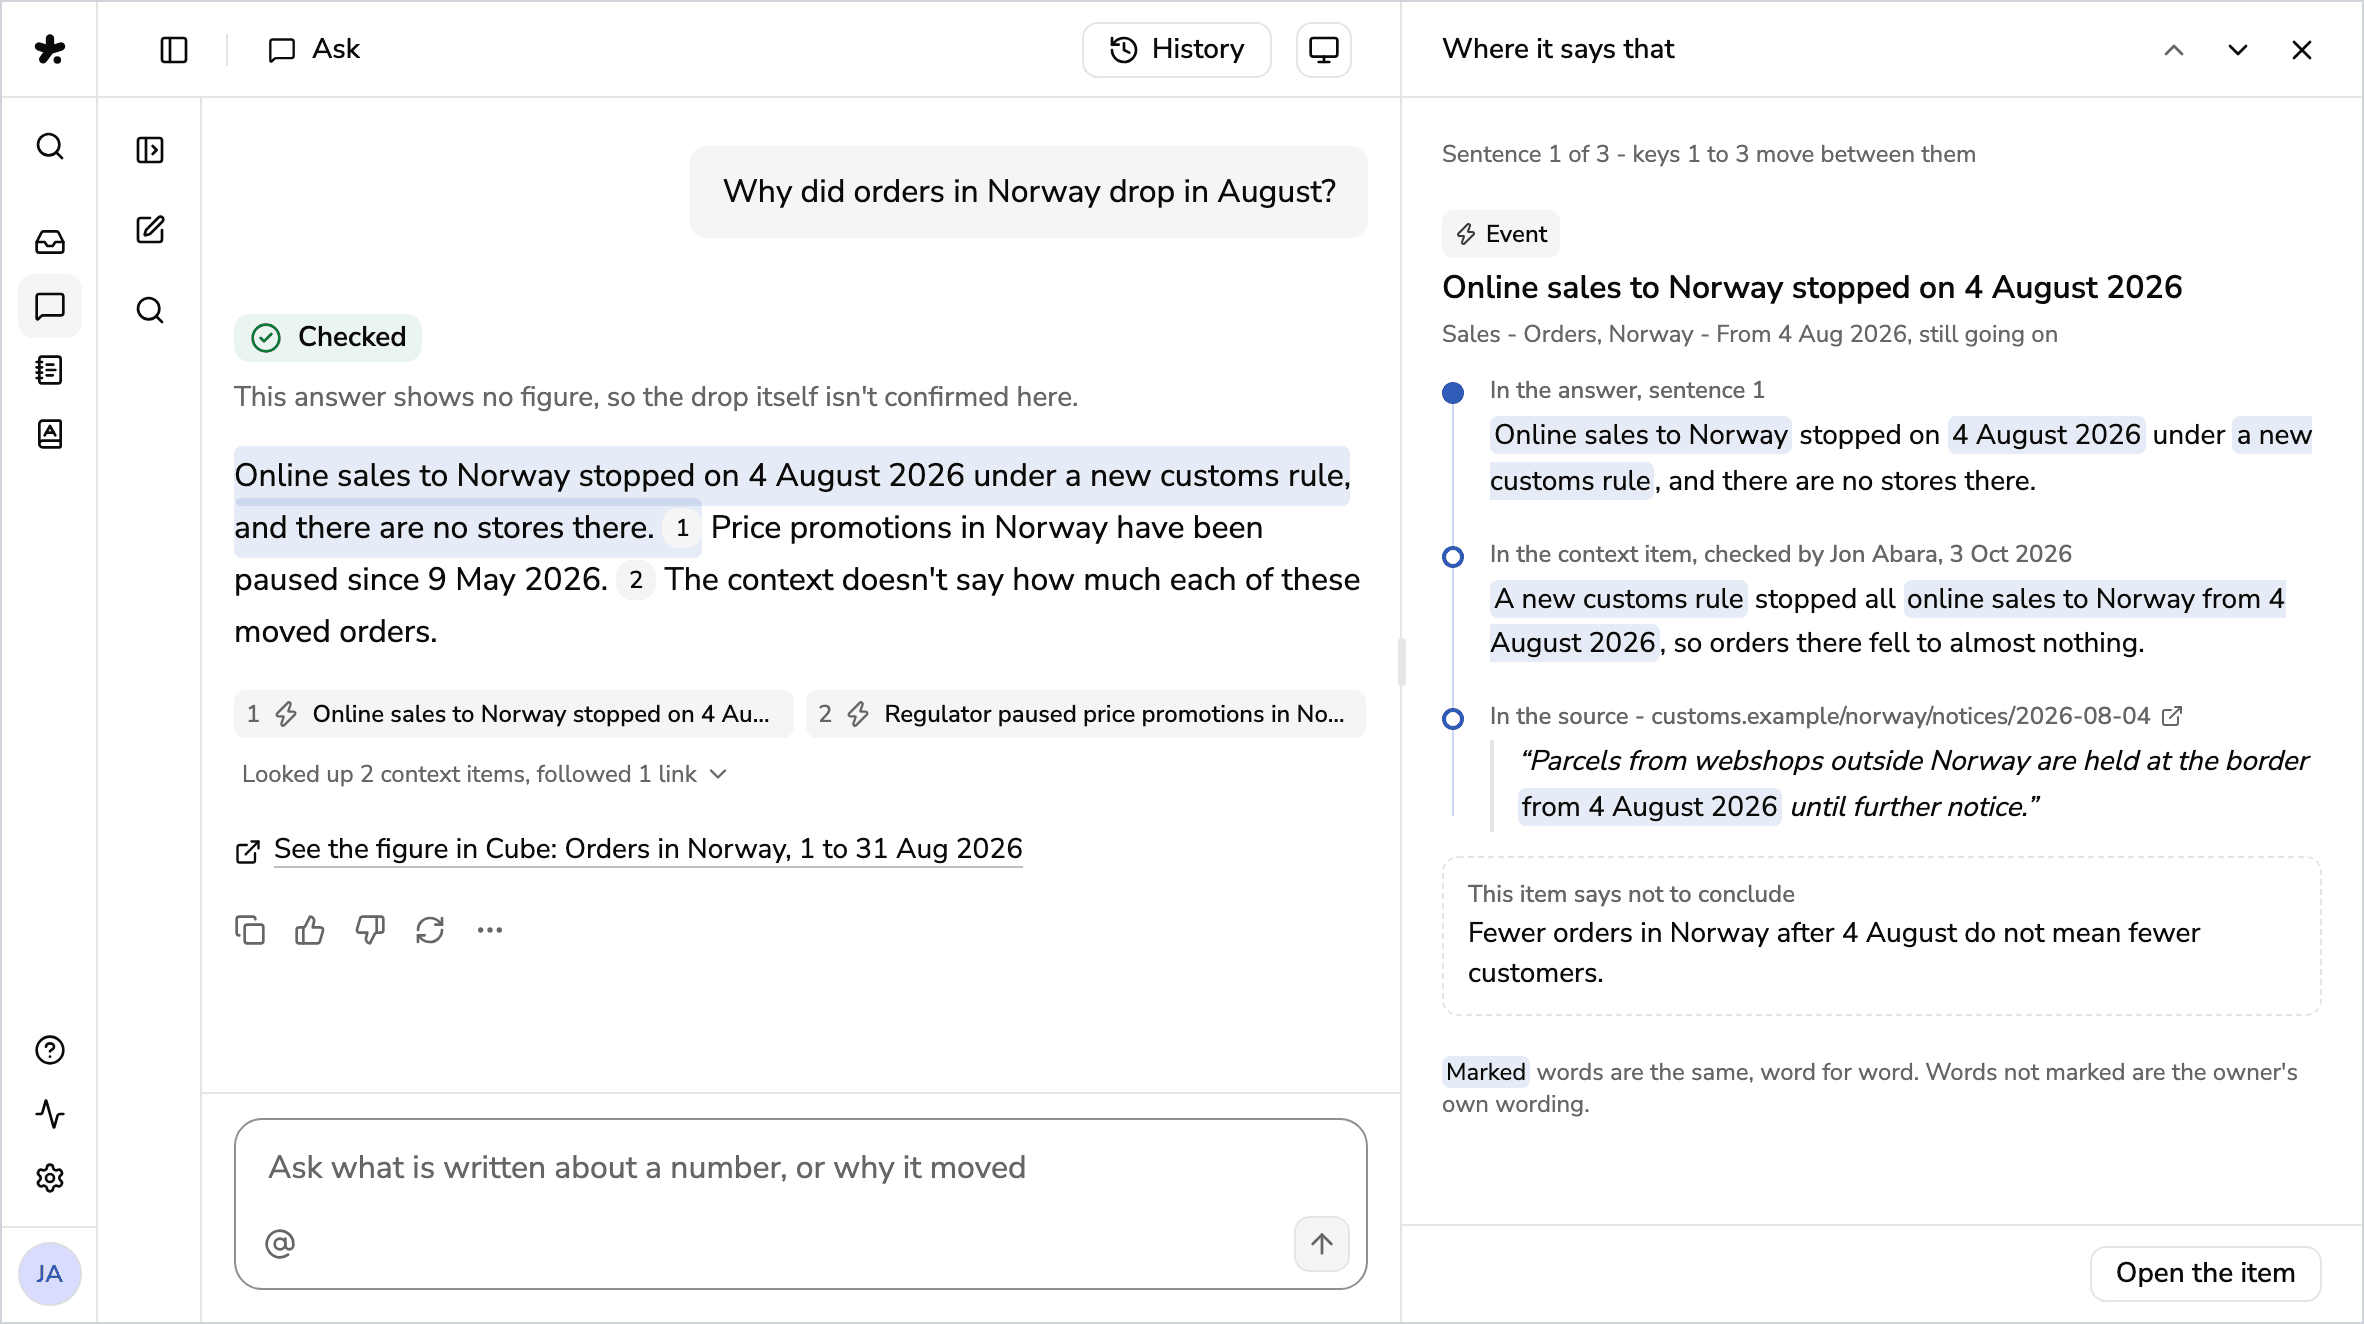 Ask
History
Why did orders in Norway drop in August?
Checked
This answer shows no figure, so the drop itself isn't confirmed here.
Online sales to Norway stopped on 4 August 2026 under a new customs rule,
and there are no stores there. 1 Price promotions in Norway have been
paused since 9 May 2026. 2 The context doesn't say how much each of these
moved orders.
1 Online sales to Norway stopped on 4 Au...
2 Regulator paused price promotions in No...
Looked up 2 context items, followed 1 link
See the figure in Cube: Orders in Norway, 1 to 31 Aug 2026
Ask what is written about a number, or why it moved
JA
Where it says that
Sentence 1 of 3 - keys 1 to 3 move between them
Event
Online sales to Norway stopped on 4 August 2026
Sales - Orders, Norway - From 4 Aug 2026, still going on
In the answer, sentence 1
Online sales to Norway stopped on 4 August 2026 under a new
customs rule, and there are no stores there.
In the context item, checked by Jon Abara, 3 Oct 2026
A new customs rule stopped all online sales to Norway from 4
August 2026, so orders there fell to almost nothing.
In the source - customs.example/norway/notices/2026-08-04
“Parcels from webshops outside Norway are held at the border
from 4 August 2026 until further notice.”
This item says not to conclude
Fewer orders in Norway after 4 August do not mean fewer
customers.
Marked words are the same, word for word. Words not marked are the owner's
own wording.
Open the item